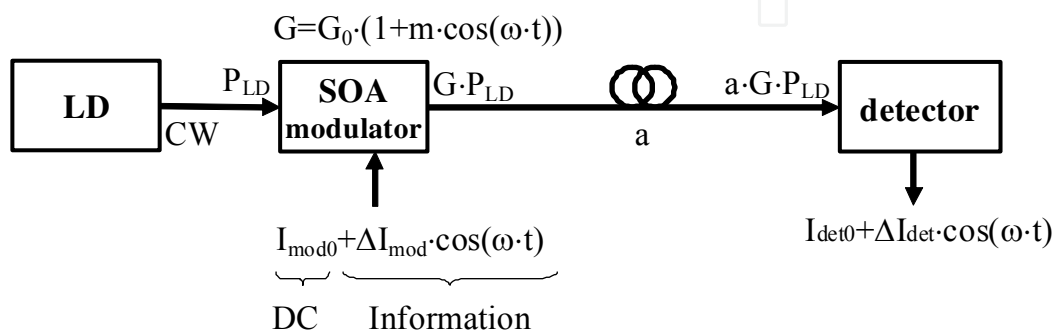 G=G₀·(1+m·cos(ω·t))
LD
P_LD
CW
SOA
modulator
G·P_LD
a
a·G·P_LD
detector
I_mod0+ΔI_mod·cos(ω·t)
DC
Information
I_det0+ΔI_det·cos(ω·t)